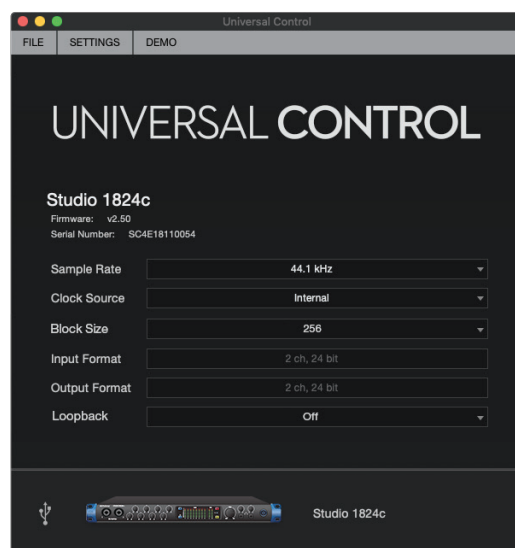 Universal Control
FILE SETTINGS DEMO
UNIVERSAL CONTROL
Studio 1824c
Firmware: v2.50
Serial Number: SC4E18110054
Sample Rate 44.1 kHz
Clock Source Internal
Block Size 256
Input Format 2 ch, 24 bit
Output Format 2 ch, 24 bit
Loopback Off
Studio 1824c